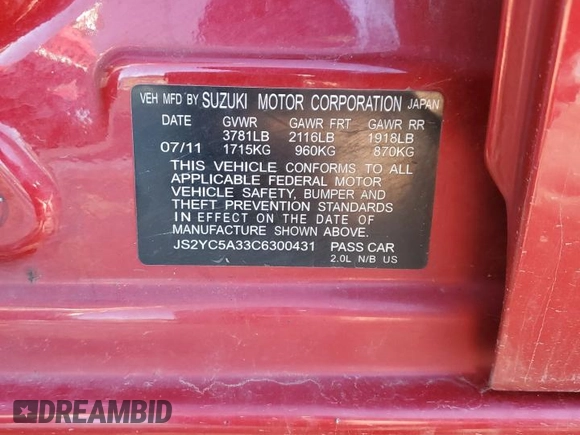 VEH MFD BY SUZUKI MOTOR CORPORATION JAPAN
DATE GVWR GAWR FRT GAWR RR
3781LB 2116LB 1918LB
07/11 1715KG 960KG 870KG
THIS VEHICLE CONFORMS TO ALL
APPLICABLE FEDERAL MOTOR
VEHICLE SAFETY, BUMPER AND
THEFT PREVENTION STANDARDS
IN EFFECT ON THE DATE OF
MANUFACTURE SHOWN ABOVE.
JS2YC5A33C6300431 PASS CAR
2.0L N/B US
DREAMBID